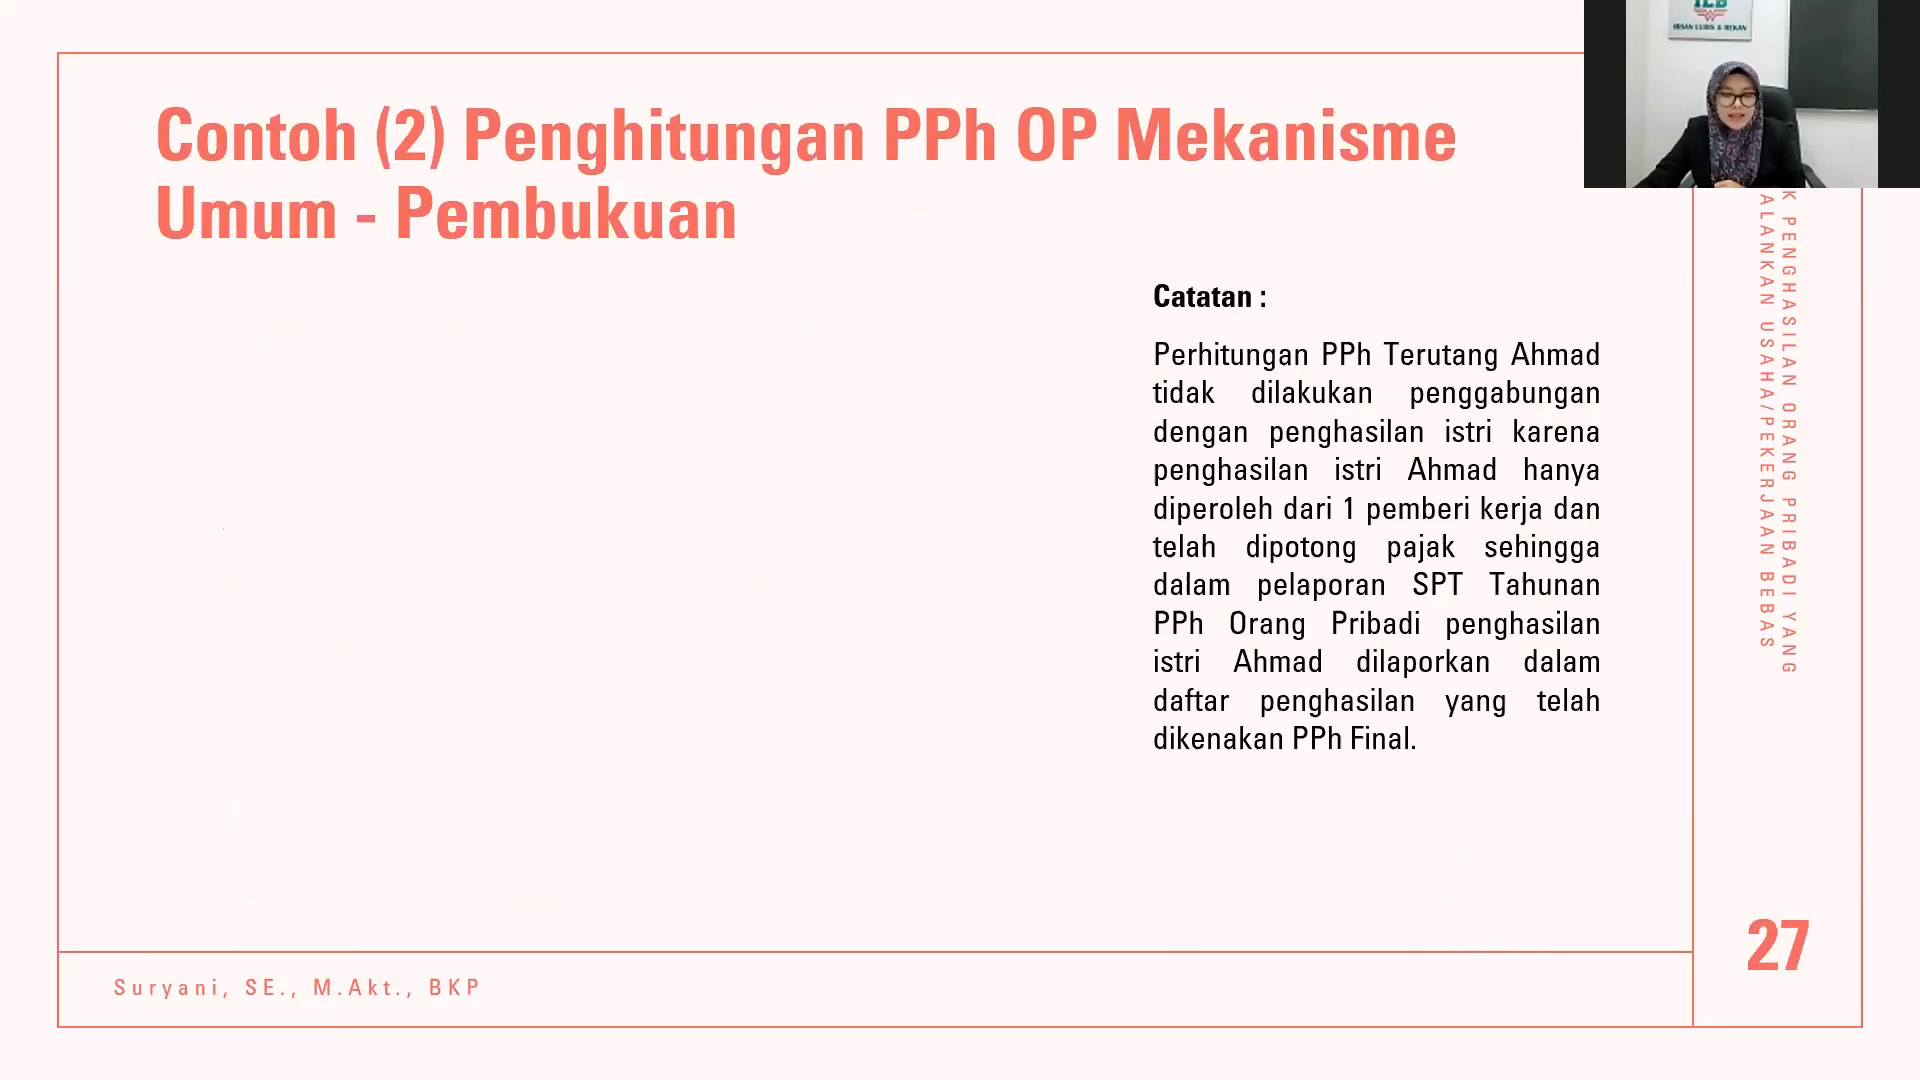 IRSAN LUBIS & REKAN
Contoh (2) Penghitungan PPh OP Mekanisme
Umum - Pembukuan
Catatan :
Perhitungan PPh Terutang Ahmad
tidak dilakukan penggabungan
dengan penghasilan istri karena
penghasilan istri Ahmad hanya
diperoleh dari 1 pemberi kerja dan
telah dipotong pajak sehingga
dalam pelaporan SPT Tahunan
PPh Orang Pribadi penghasilan
istri Ahmad dilaporkan dalam
daftar penghasilan yang telah
dikenakan PPh Final.
K PENGHASILAN ORANG PRIBADI YANG
ALANKAN USAHA/PEKERJAAN BEBAS
27
Suryani, SE., M.Akt., BKP